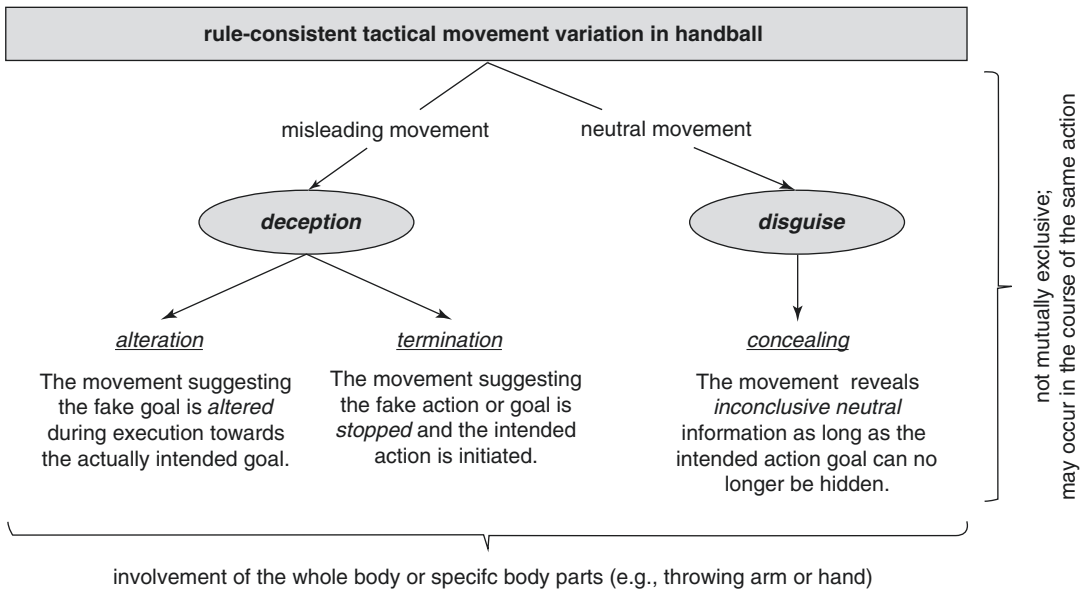 rule-consistent tactical movement variation in handball
misleading movement
neutral movement
deception
disguise
alteration
The movement suggesting
the fake goal is altered
during execution towards
the actually intended goal.
termination
The movement suggesting
the fake action or goal is
stopped and the intended
action is initiated.
concealing
The movement reveals
inconclusive neutral
information as long as the
intended action goal can no
longer be hidden.
not mutually exclusive;
may occur in the course of the same action
involvement of the whole body or specifc body parts (e.g., throwing arm or hand)